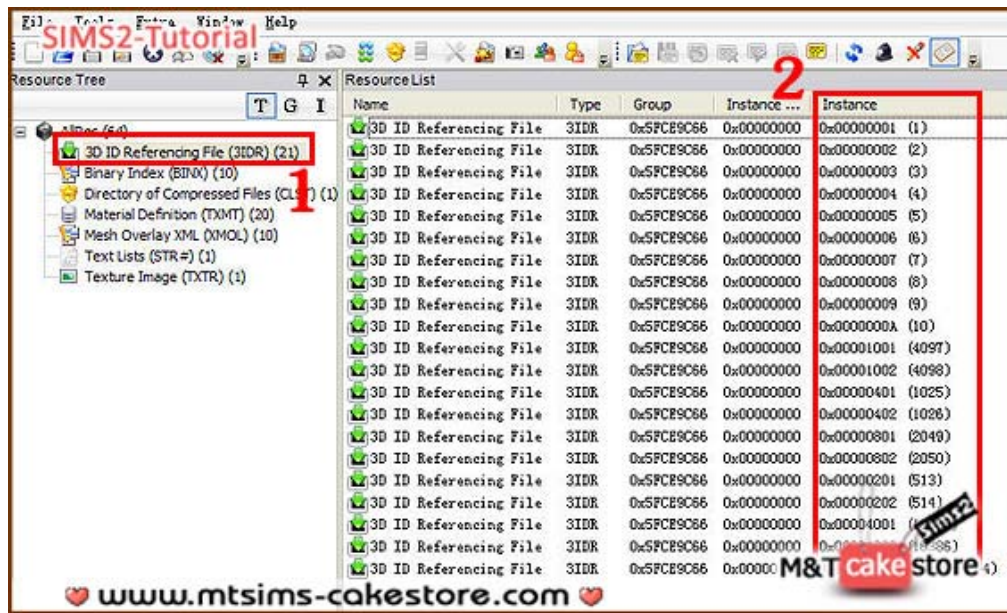 File Tools Extra Window Help
SIMS2-Tutorial
Resource Tree
T G I
AllRes (64)
3D ID Referencing File (3IDR) (21)
Binary Index (BINX) (10)
Directory of Compressed Files (CLST) (1)
Material Definition (TXMT) (20)
Mesh Overlay XML (XMOL) (10)
Text Lists (STR#) (1)
Texture Image (TXTR) (1)
1
Resource List
2
Name Type Group Instance ... Instance
3D ID Referencing File 3IDR 0x5FCE9C66 0x00000000 0x00000001 (1)
3D ID Referencing File 3IDR 0x5FCE9C66 0x00000000 0x00000002 (2)
3D ID Referencing File 3IDR 0x5FCE9C66 0x00000000 0x00000003 (3)
3D ID Referencing File 3IDR 0x5FCE9C66 0x00000000 0x00000004 (4)
3D ID Referencing File 3IDR 0x5FCE9C66 0x00000000 0x00000005 (5)
3D ID Referencing File 3IDR 0x5FCE9C66 0x00000000 0x00000006 (6)
3D ID Referencing File 3IDR 0x5FCE9C66 0x00000000 0x00000007 (7)
3D ID Referencing File 3IDR 0x5FCE9C66 0x00000000 0x00000008 (8)
3D ID Referencing File 3IDR 0x5FCE9C66 0x00000000 0x00000009 (9)
3D ID Referencing File 3IDR 0x5FCE9C66 0x00000000 0x0000000A (10)
3D ID Referencing File 3IDR 0x5FCE9C66 0x00000000 0x00001001 (4097)
3D ID Referencing File 3IDR 0x5FCE9C66 0x00000000 0x00001002 (4098)
3D ID Referencing File 3IDR 0x5FCE9C66 0x00000000 0x00000401 (1025)
3D ID Referencing File 3IDR 0x5FCE9C66 0x00000000 0x00000402 (1026)
3D ID Referencing File 3IDR 0x5FCE9C66 0x00000000 0x00000801 (2049)
3D ID Referencing File 3IDR 0x5FCE9C66 0x00000000 0x00000802 (2050)
3D ID Referencing File 3IDR 0x5FCE9C66 0x00000000 0x00000201 (513)
3D ID Referencing File 3IDR 0x5FCE9C66 0x00000000 0x00000202 (514)
3D ID Referencing File 3IDR 0x5FCE9C66 0x00000000 0x00004001
3D ID Referencing File 3IDR 0x5FCE9C66 0x00000000
3D ID Referencing File 3IDR 0x5FCE9C66
Sims2
M&T cake store
www.mtsims-cakestore.com